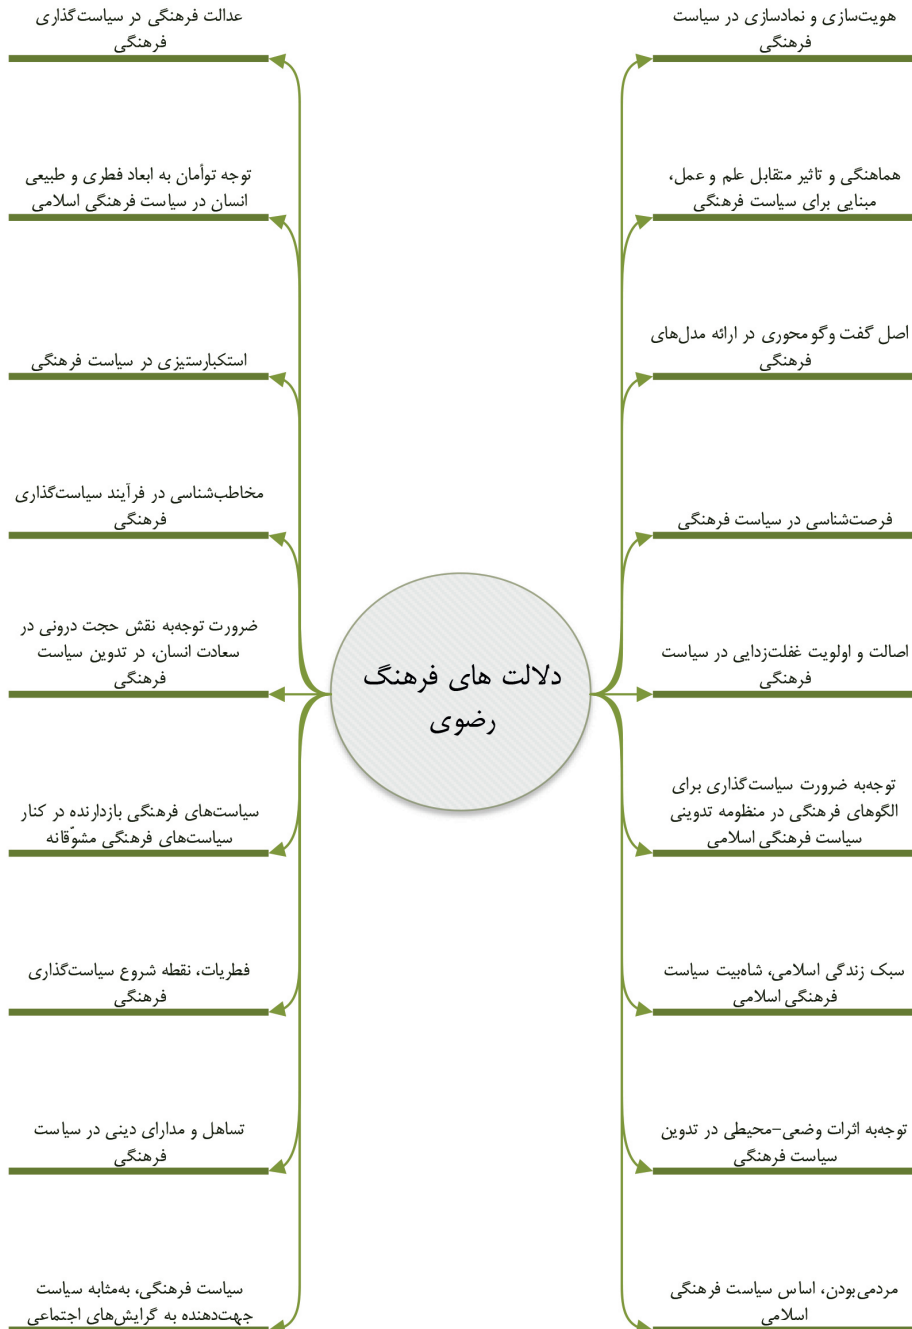 هویت‌سازی و نمادسازی در سیاست
فرهنگی
هماهنگی و تاثیر متقابل علم و عمل،
مبنایی برای سیاست فرهنگی
اصل گفت وگو محوری در ارائه مدل‌های
فرهنگی
فرصت‌شناسی در سیاست فرهنگی
اصالت و اولویت غفلت‌زدایی در سیاست
فرهنگی
توجه‌به ضرورت سیاست‌گذاری برای
الگوهای فرهنگی در منظومه تدوینی
سیاست فرهنگی اسلامی
سبک زندگی اسلامی، شاه‌بیت سیاست
فرهنگی اسلامی
توجه‌به اثرات وضعی-محیطی در تدوین
سیاست فرهنگی
مردمی‌بودن، اساس سیاست فرهنگی
اسلامی
دلالت های فرهنگ
رضوی
عدالت فرهنگی در سیاست‌گذاری
فرهنگی
توجه توأمان به ابعاد فطری و طبیعی
انسان در سیاست فرهنگی اسلامی
استکبارستیزی در سیاست فرهنگی
مخاطب‌شناسی در فرآیند سیاست‌گذاری
فرهنگی
ضرورت توجه‌به نقش حجت درونی در
سعادت انسان، در تدوین سیاست
فرهنگی
سیاست‌های فرهنگی بازدارنده در کنار
سیاست‌های فرهنگی مشوّقانه
فطریات، نقطه شروع سیاست‌گذاری
فرهنگی
تساهل و مدارای دینی در سیاست
فرهنگی
سیاست فرهنگی، به‌مثابه سیاست
جهت‌دهنده به گرایش‌های اجتماعی